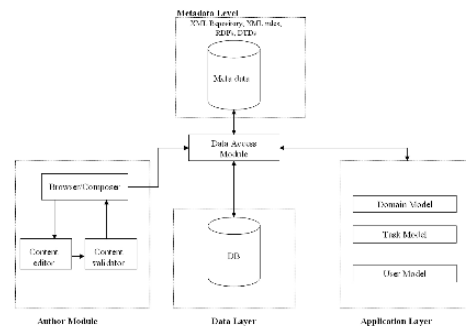 Metadata Level
XML Repository, XML rules,
RDFs, DTDs
Meta data
Data Access
Module
Browser/Composer
Content
editor
Content
validator
DB
Domain Model
Task Model
User Model
Author Module
Data Layer
Application Layer